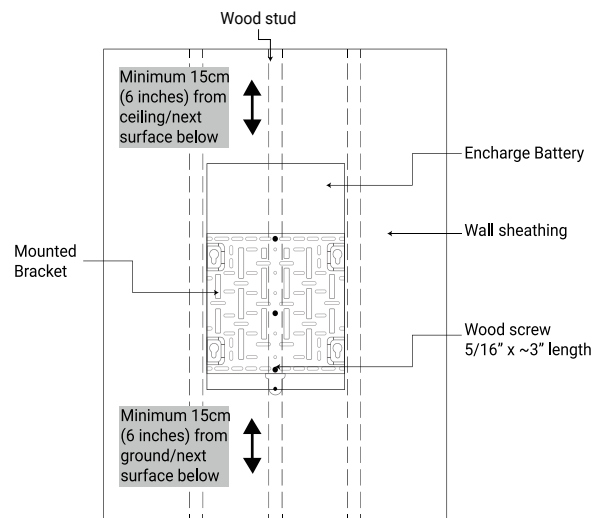 Wood stud
Minimum 15cm
(6 inches) from
ceiling/next
surface below
Encharge Battery
Wall sheathing
Mounted
Bracket
Wood screw
5/16” x ~3” length
Minimum 15cm
(6 inches) from
ground/next
surface below